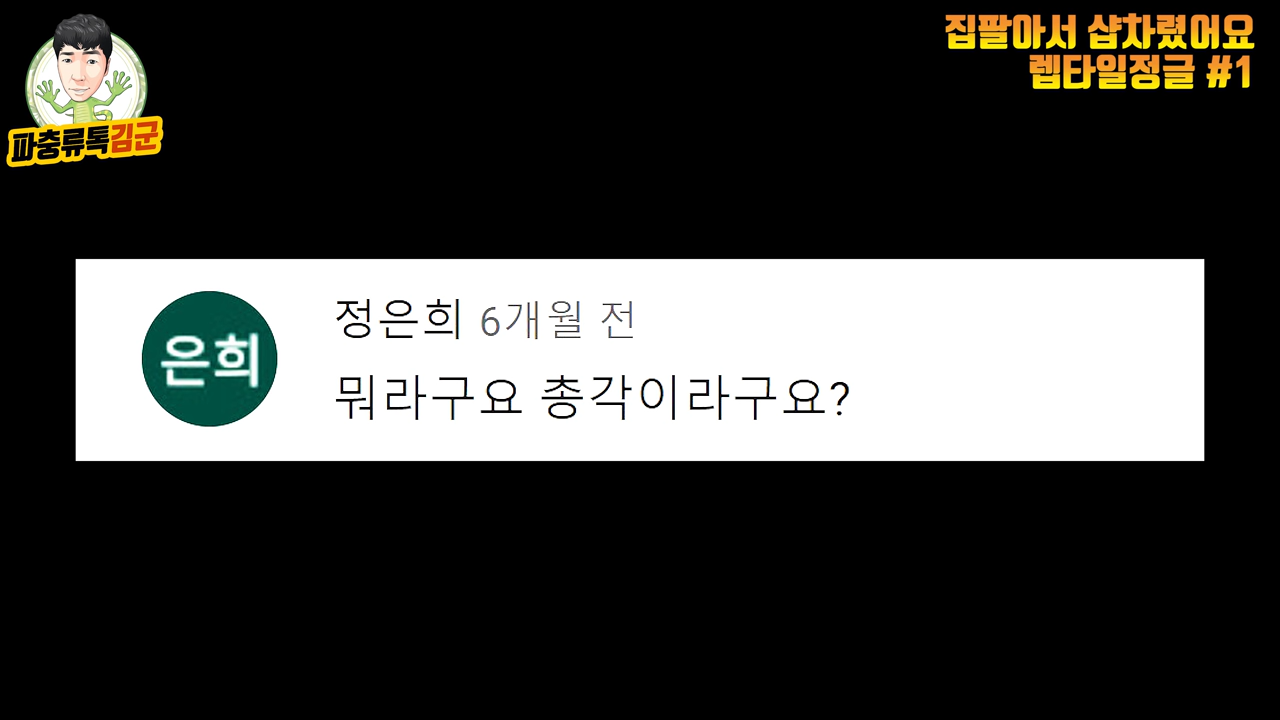 파충류톡김군
집팔아서 샵차렸어요
렙타일정글 #1
은희
정은희 6개월 전
뭐라구요 총각이라구요?